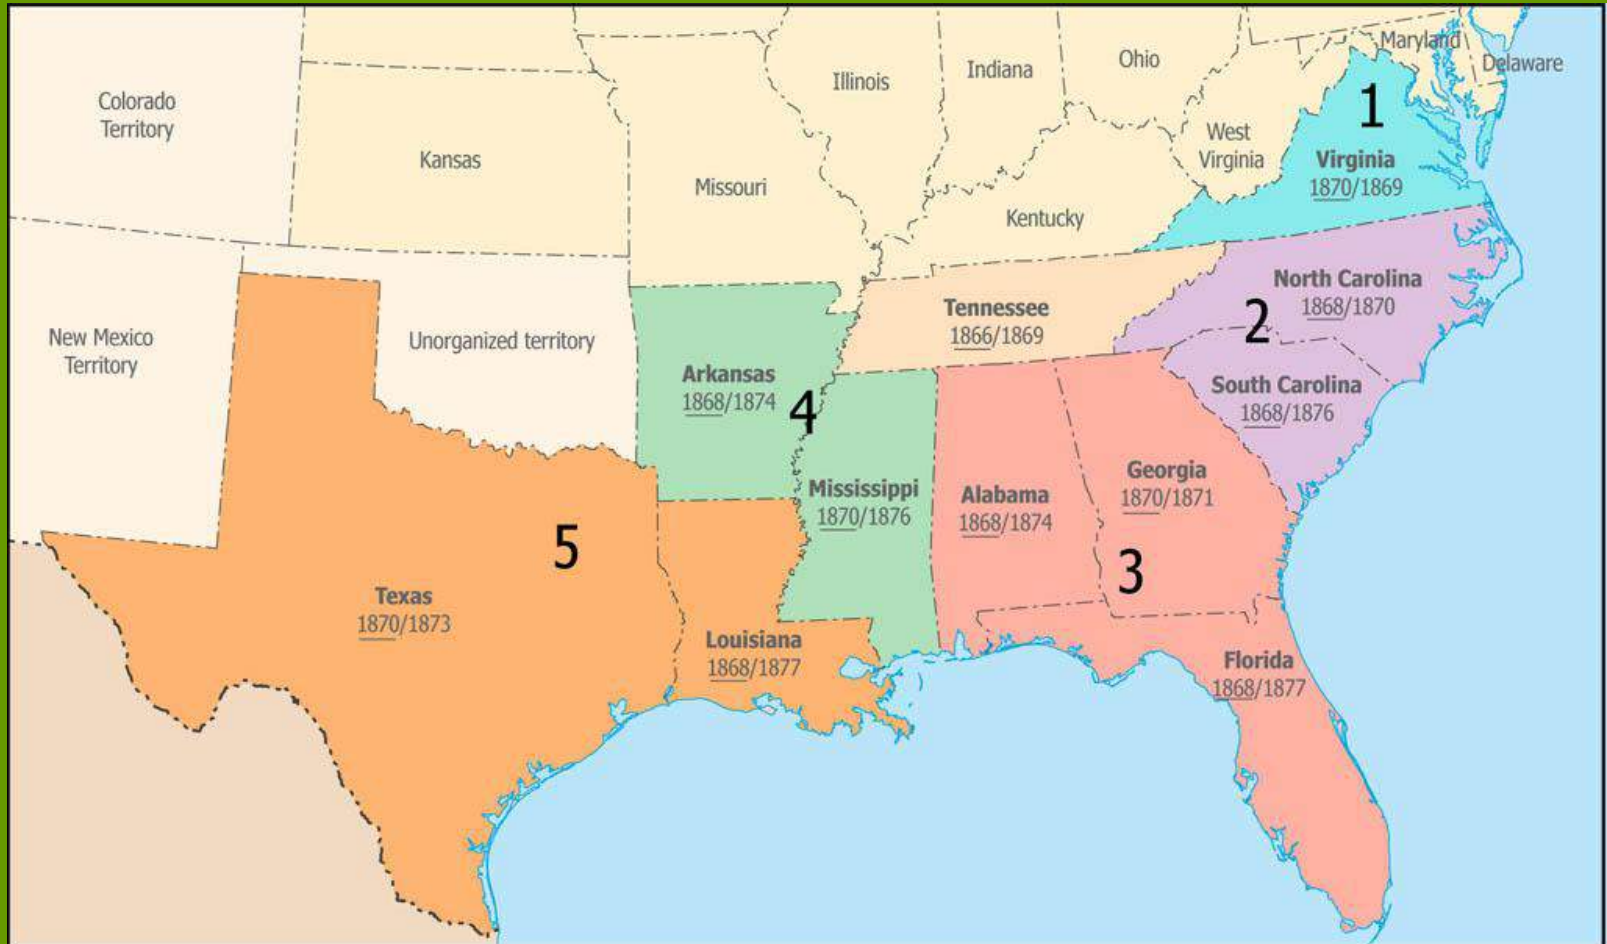 Colorado
Territory
Kansas
Missouri
Illinois
Indiana
Ohio
West
Virginia
Maryland
Delaware
Kentucky
1
Virginia
1870/1869
New Mexico
Territory
Unorganized territory
Arkansas
1868/1874
4
Tennessee
1866/1869
North Carolina
1868/1870
2
South Carolina
1868/1876
Mississippi
1870/1876
Alabama
1868/1874
Georgia
1870/1871
3
5
Texas
1870/1873
Louisiana
1868/1877
Florida
1868/1877